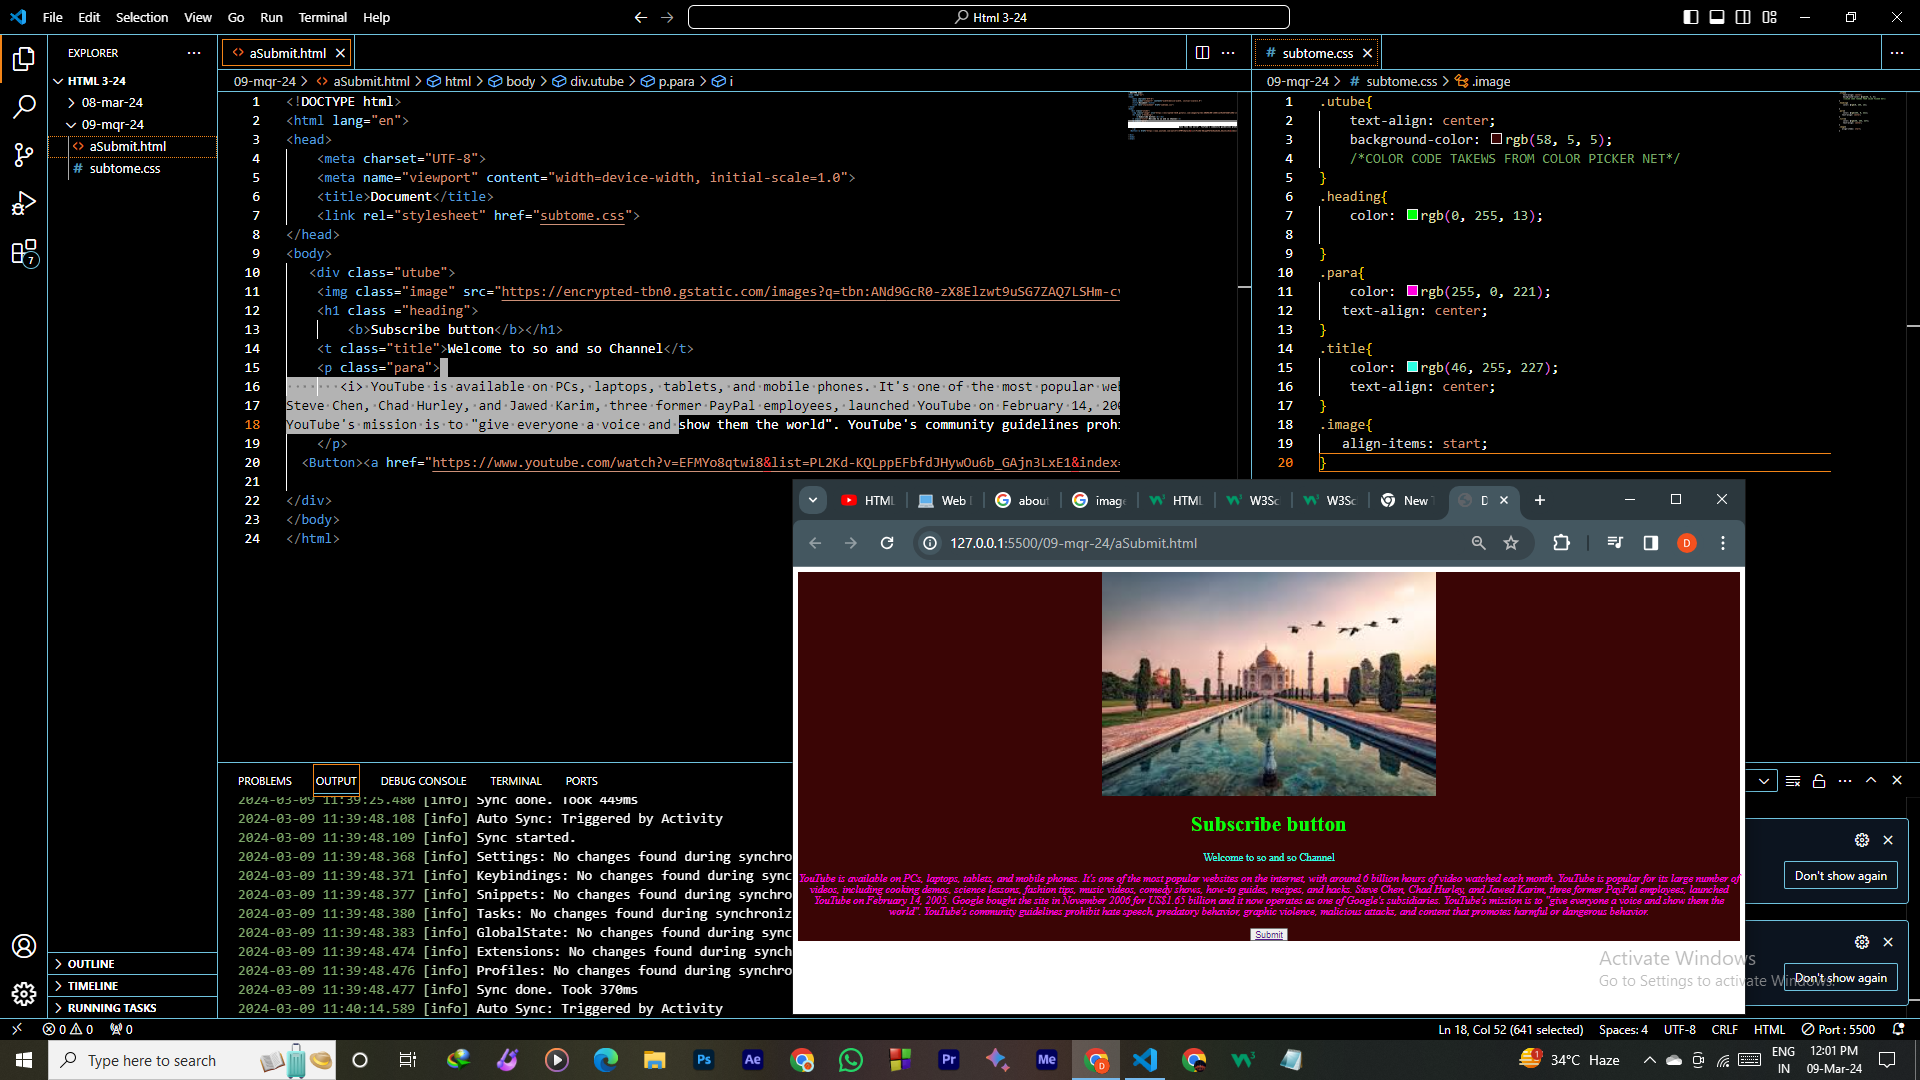 File Edit Selection View Go Run Terminal Help
Html 3-24
EXPLORER
HTML 3-24
08-mar-24
09-mqr-24
aSubmit.html
subtome.css
OUTLINE
TIMELINE
RUNNING TASKS
7
aSubmit.html
09-mqr-24 > aSubmit.html > html > body > div.utube > p.para > i
1 <!DOCTYPE html>
2 <html lang="en">
3 <head>
4 <meta charset="UTF-8">
5 <meta name="viewport" content="width=device-width, initial-scale=1.0">
6 <title>Document</title>
7 <link rel="stylesheet" href="subtome.css">
8 </head>
9 <body>
10 <div class="utube">
11 <img class="image" src="https://encrypted-tbn0.gstatic.com/images?q=tbn:ANd9GcR0-zX8Elzwt9uSG7ZAQ7LSHm-c
12 <h1 class ="heading">
13 <b>Subscribe button</b></h1>
14 <t class="title">Welcome to so and so Channel</t>
15 <p class="para">
16 <i> YouTube is available on PCs, laptops, tablets, and mobile phones. It's one of the most popular we
17 Steve Chen, Chad Hurley, and Jawed Karim, three former PayPal employees, launched YouTube on February 14, 20
18 YouTube's mission is to "give everyone a voice and show them the world". YouTube's community guidelines prohi
19 </p>
20 <Button><a href="https://www.youtube.com/watch?v=EFMYo8qtwi8&list=PL2Kd-KQLppEFbfdJHywOu6b_GAjn3LxE1&index=
21
22 </div>
23 </body>
24 </html>
subtome.css
09-mqr-24 > subtome.css > .image
1 .utube{
2 text-align: center;
3 background-color: rgb(58, 5, 5);
4 /*COLOR CODE TAKEWS FROM COLOR PICKER NET*/
5 }
6 .heading{
7 color: rgb(0, 255, 13);
8
9 }
10 .para{
11 color: rgb(255, 0, 221);
12 text-align: center;
13 }
14 .title{
15 color: rgb(46, 255, 227);
16 text-align: center;
17 }
18 .image{
19 align-items: start;
20 }
PROBLEMS OUTPUT DEBUG CONSOLE TERMINAL PORTS
2024-03-09 11:39:25.480 [info] Sync done. Took 449ms
2024-03-09 11:39:48.108 [info] Auto Sync: Triggered by Activity
2024-03-09 11:39:48.109 [info] Sync started.
2024-03-09 11:39:48.368 [info] Settings: No changes found during synchro
2024-03-09 11:39:48.371 [info] Keybindings: No changes found during sync
2024-03-09 11:39:48.377 [info] Snippets: No changes found during synchro
2024-03-09 11:39:48.380 [info] Tasks: No changes found during synchroniz
2024-03-09 11:39:48.383 [info] GlobalState: No changes found during sync
2024-03-09 11:39:48.474 [info] Extensions: No changes found during synch
2024-03-09 11:39:48.476 [info] Profiles: No changes found during synchro
2024-03-09 11:39:48.477 [info] Sync done. Took 370ms
2024-03-09 11:40:14.589 [info] Auto Sync: Triggered by Activity
HTML Web abou imag HTML W3Sc W3Sc New D
127.0.0.1:5500/09-mqr-24/aSubmit.html
D
Subscribe button
Welcome to so and so Channel
YouTube is available on PCs, laptops, tablets, and mobile phones. It's one of the most popular websites on the internet, with around 6 billion hours of video watched each month. YouTube is popular for its large number of
videos, including cooking demos, science lessons, fashion tips, music videos, comedy shows, how-to guides, recipes, and hacks. Steve Chen, Chad Hurley, and Jawed Karim, three former PayPal employees, launched
YouTube on February 14, 2005. Google bought the site in November 2006 for US$1.65 billion and it now operates as one of Google's subsidiaries. YouTube's mission is to "give everyone a voice and show them the
world". YouTube's community guidelines prohibit hate speech, predatory behavior, graphic violence, malicious attacks, and content that promotes harmful or dangerous behavior.
Submit
Don't show again
Don't show again
Activate Windows
Go to Settings to activate Windows.
0 0 0
Ln 18, Col 52 (641 selected) Spaces: 4 UTF-8 CRLF HTML Port : 5500
Type here to search
Ps Ae Pr Me D
1 34°C Haze
ENG
IN
12:01 PM
09-Mar-24